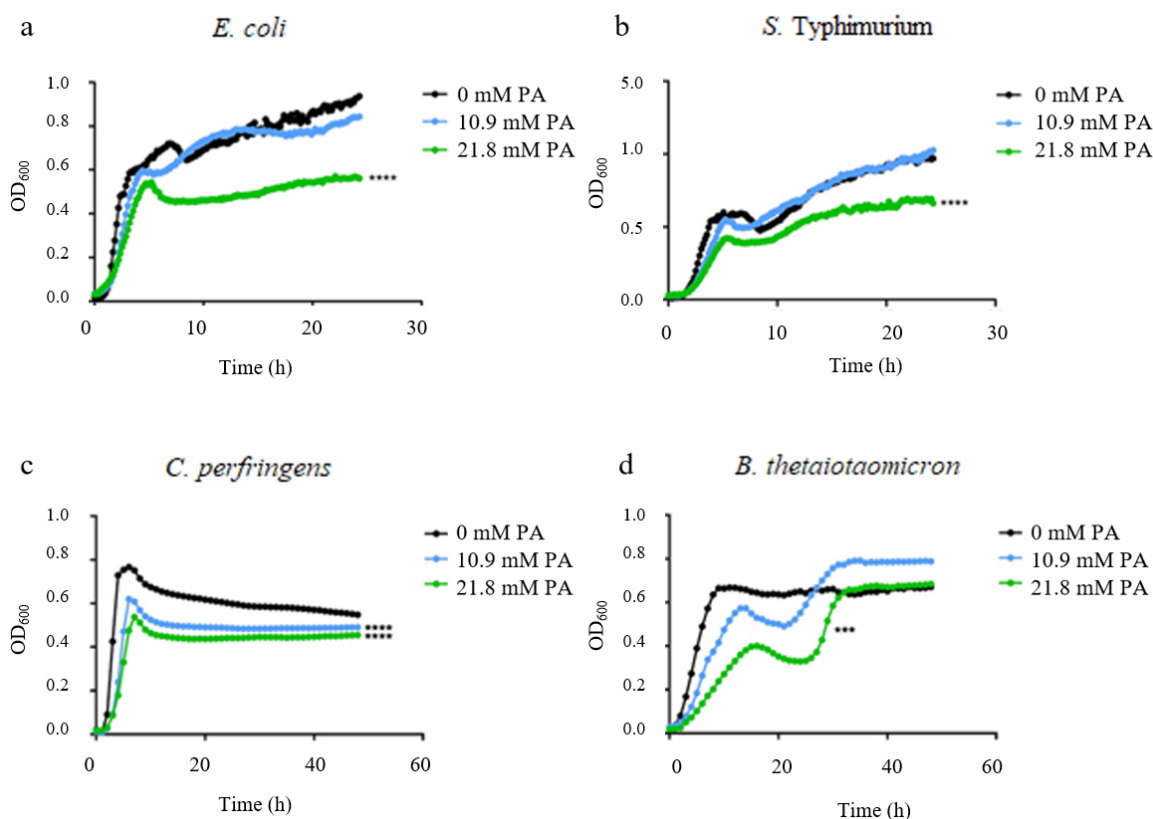 a
E. coli
OD600
1.0
0.8
0.6
0.4
0.2
0.0
0
10
20
30
Time (h)
0 mM PA
10.9 mM PA
21.8 mM PA
****
b
S. Typhimurium
OD600
5.0
1.0
0.5
0.0
0
10
20
30
Time (h)
0 mM PA
10.9 mM PA
21.8 mM PA
****
c
C. perfringens
OD600
1.0
0.8
0.6
0.4
0.2
0.0
0
20
40
60
Time (h)
0 mM PA
10.9 mM PA
21.8 mM PA
****
****
d
B. thetaiotaomicron
OD600
1.0
0.8
0.6
0.4
0.2
0.0
0
20
40
60
Time (h)
0 mM PA
10.9 mM PA
21.8 mM PA
***